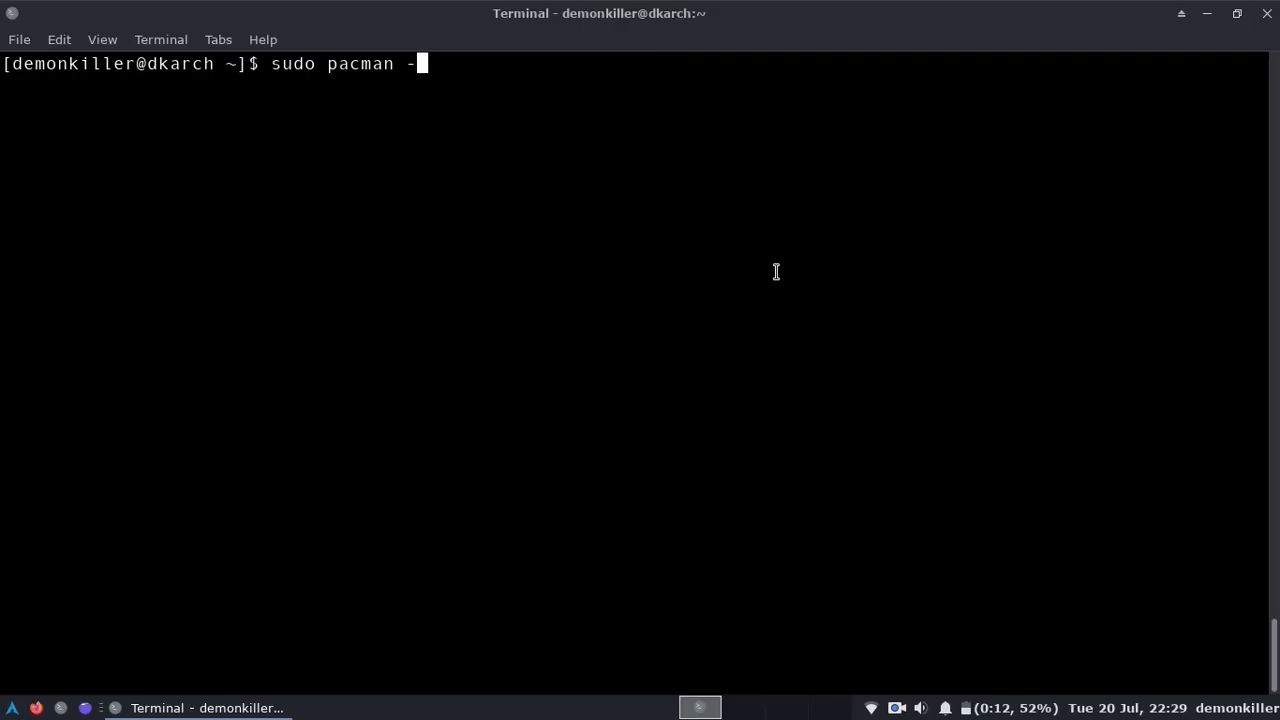 Terminal - demonkiller@dkarch:~
File Edit View Terminal Tabs Help
[demonkiller@dkarch ~]$ sudo pacman -
Terminal - demonkiller... (0:12, 52%) Tue 20 Jul, 22:29 demonkiller